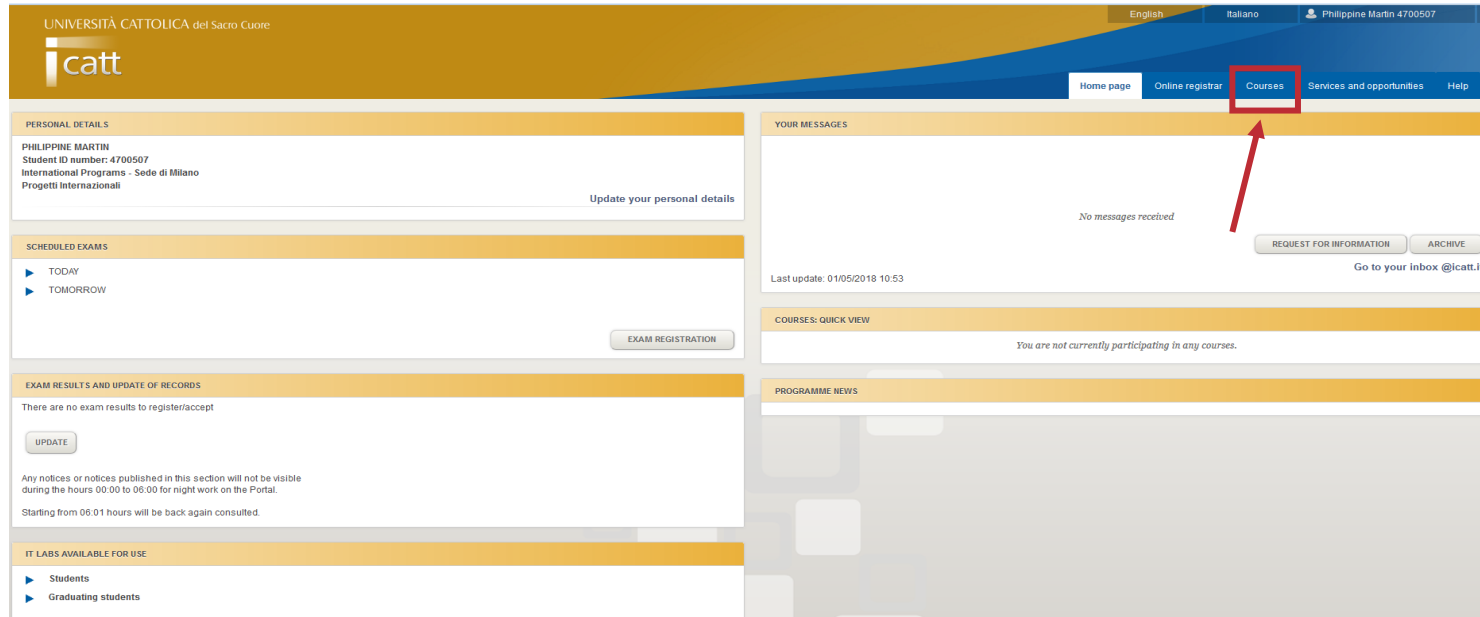 UNIVERSITÀ CATTOLICA del Sacro Cuore
icatt
English Italiano Philippine Martin 4700507
Home page Online registrar Courses Services and opportunities Help
PERSONAL DETAILS
PHILIPPINE MARTIN
Student ID number: 4700507
International Programs - Sede di Milano
Progetti Internazionali
Update your personal details
SCHEDULED EXAMS
TODAY
TOMORROW
EXAM REGISTRATION
EXAM RESULTS AND UPDATE OF RECORDS
There are no exam results to register/accept
UPDATE
Any notices or notices published in this section will not be visible
during the hours 00:00 to 06:00 for night work on the Portal.
Starting from 06:01 hours will be back again consulted.
IT LABS AVAILABLE FOR USE
Students
Graduating students
YOUR MESSAGES
No messages received
REQUEST FOR INFORMATION ARCHIVE
Go to your inbox @icatt.i
Last update: 01/05/2018 10:53
COURSES: QUICK VIEW
You are not currently participating in any courses.
PROGRAMME NEWS